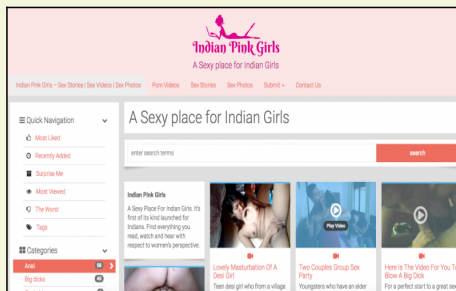 Indian Pink Girls
A Sexy place for Indian Girls
Indian Pink Girls – Sex Stories | Sex Videos | Sex Photos Porn Videos Sex Stories Sex Photos Submit Contact Us
Quick Navigation
Most Liked
Recently Added
Surprise Me
Most Viewed
The Worst
Tags
Categories
Anal
Big dicks
A Sexy place for Indian Girls
enter search terms
search
Indian Pink Girls
A Sexy Place For Indian Girls. It's
first of its kind launched for
Indians. Find everything you
read, watch and hear with
respect to women's perspective.
Lovely Masturbation Of A
Desi Girl
Teen desi girl who from a village
Play Video
Two Couples Group Sex
Party
Youngsters who have an elder
Here Is The Video For You T
Blow A Big Dick
For a perfect start to a great sex